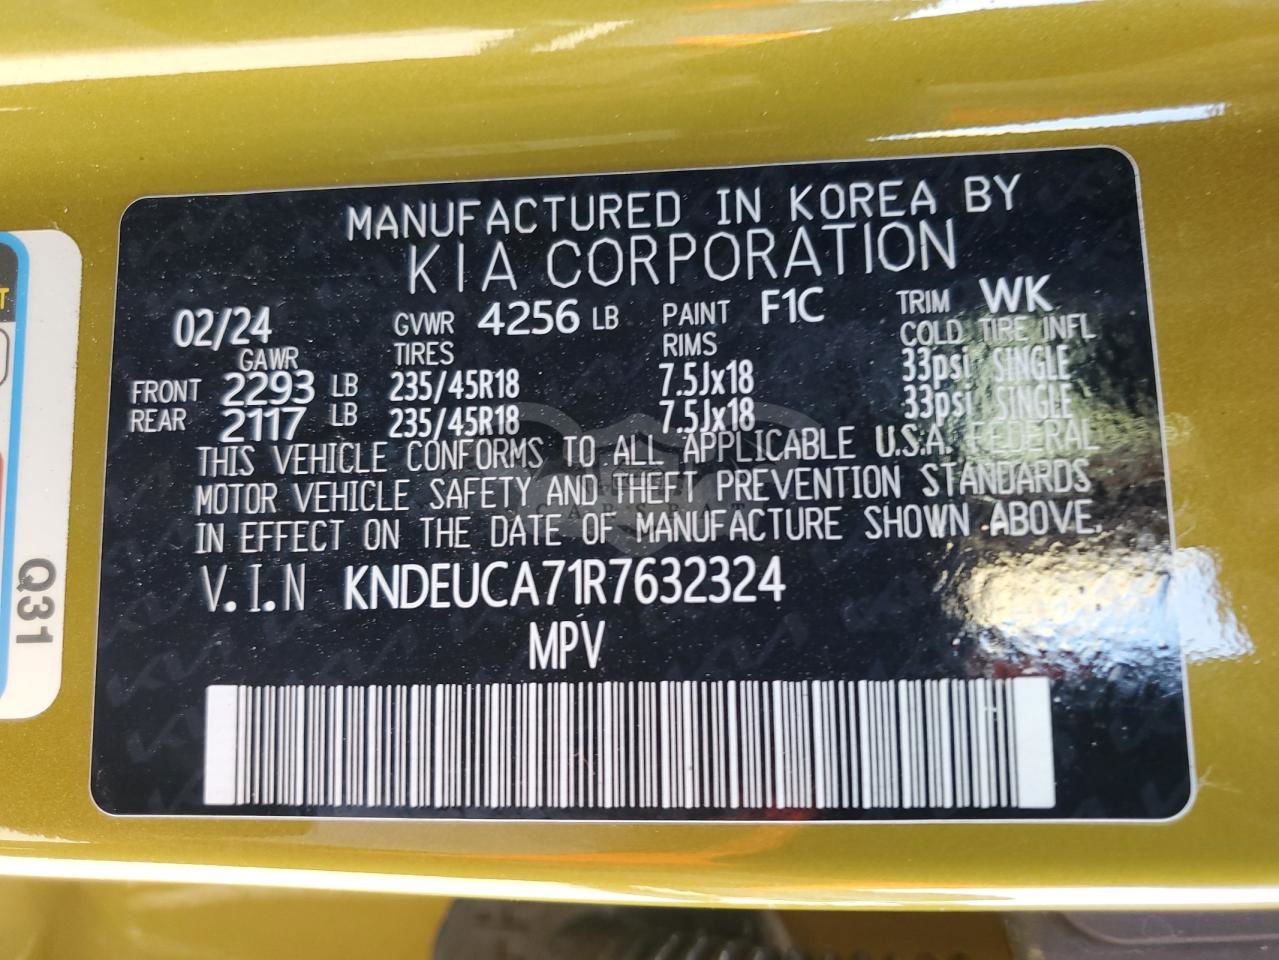 MANUFACTURED IN KOREA BY
KIA CORPORATION
02/24 GVWR 4256 LB PAINT F1C TRIM WK
GAWR TIRES RIMS COLD TIRE INFL
FRONT 2293 LB 235/45R18 7.5Jx18 33psi SINGLE
REAR 2117 LB 235/45R18 7.5Jx18 33psi SINGLE
THIS VEHICLE CONFORMS TO ALL APPLICABLE U.S.A. FEDERAL
MOTOR VEHICLE SAFETY AND THEFT PREVENTION STANDARDS
IN EFFECT ON THE DATE OF MANUFACTURE SHOWN ABOVE.
V.I.N KNDEUCA71R7632324
MPV
Q31